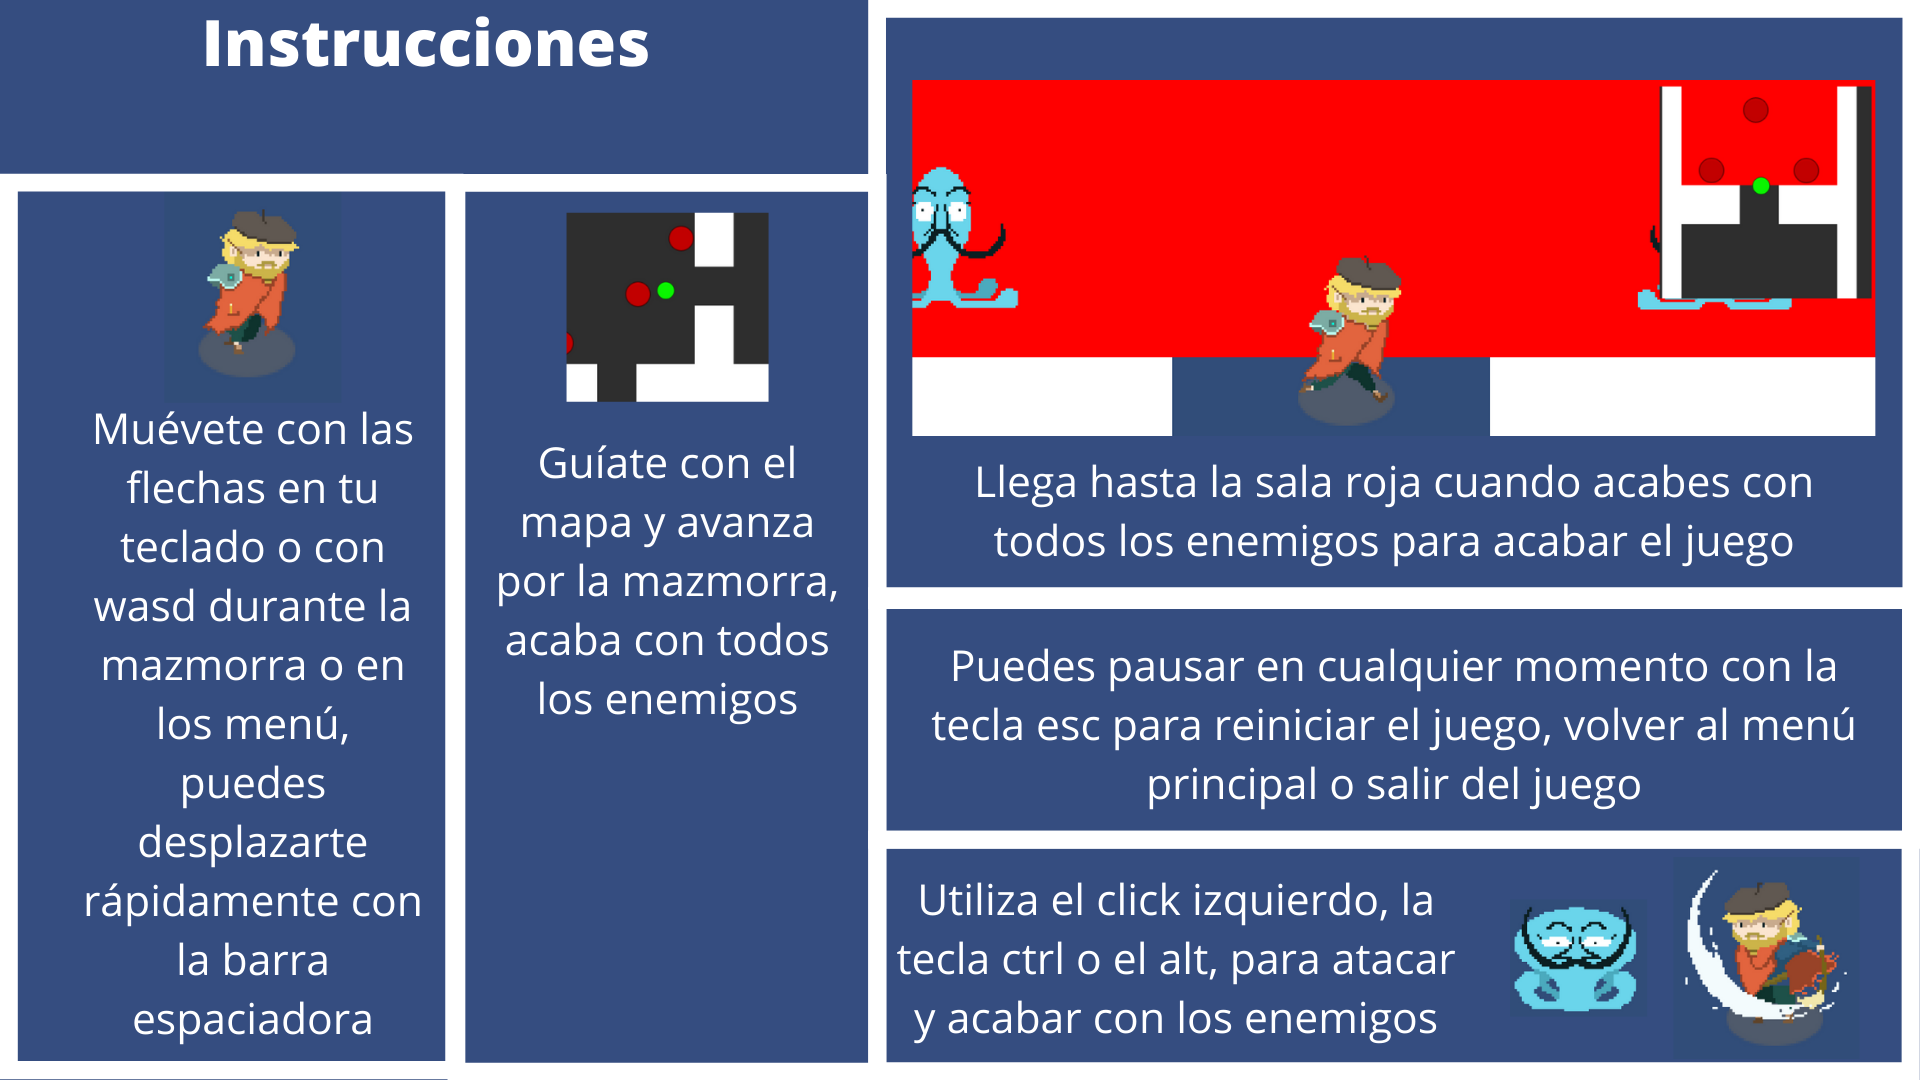 Instrucciones
Muévete con las
flechas en tu
teclado o con
wasd durante la
mazmorra o en
los menú,
puedes
desplazarte
rápidamente con
la barra
espaciadora
Guíate con el
mapa y avanza
por la mazmorra,
acaba con todos
los enemigos
Llega hasta la sala roja cuando acabes con
todos los enemigos para acabar el juego
Puedes pausar en cualquier momento con la
tecla esc para reiniciar el juego, volver al menú
principal o salir del juego
Utiliza el click izquierdo, la
tecla ctrl o el alt, para atacar
y acabar con los enemigos